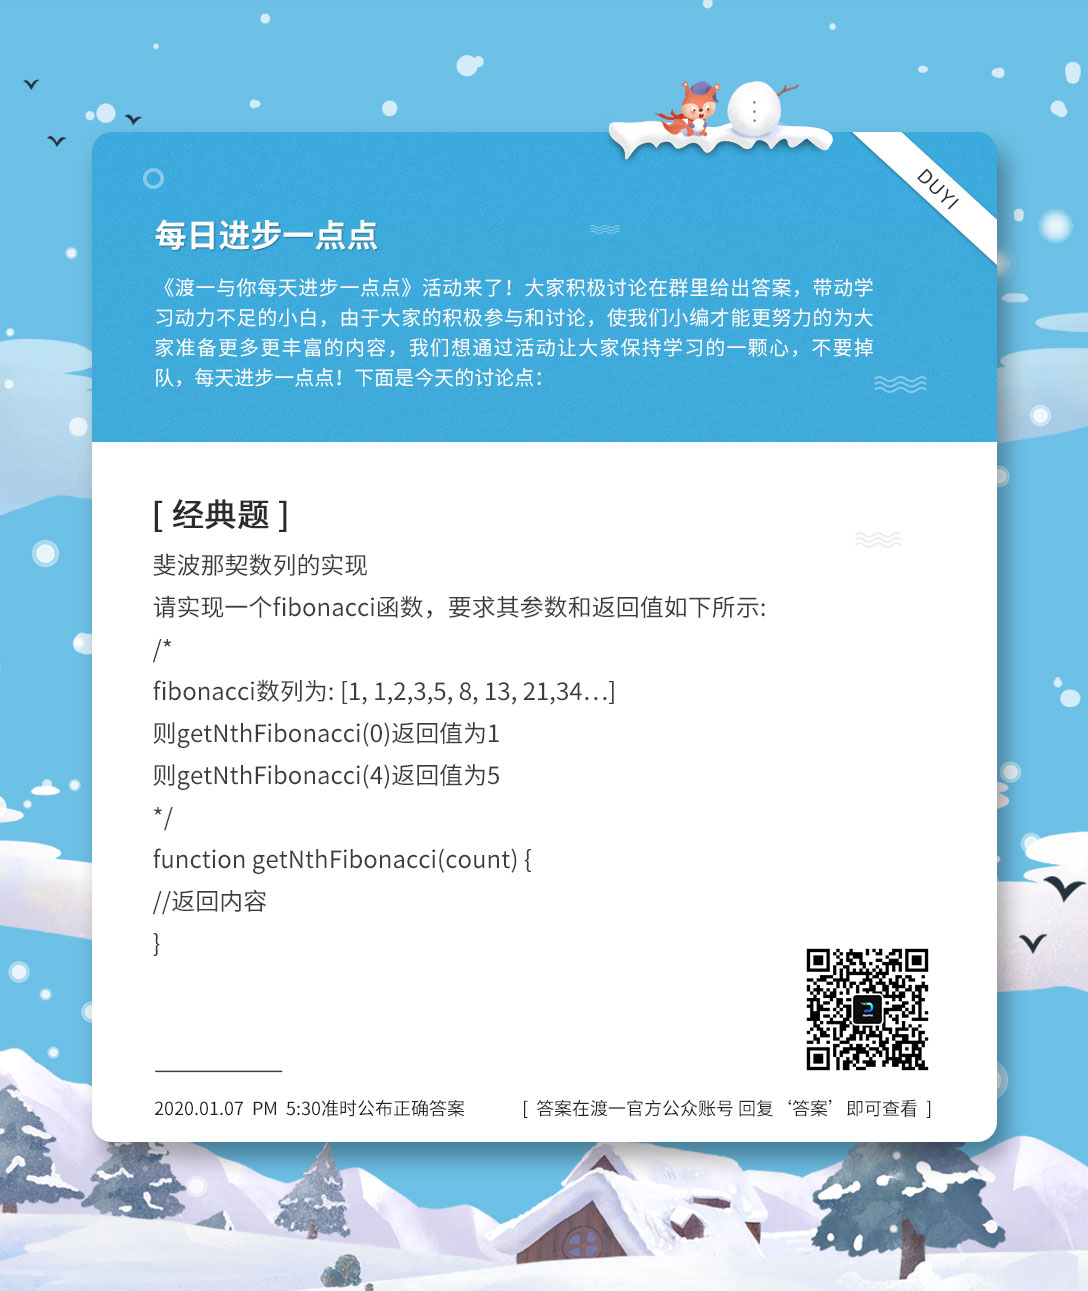 DUYI
每日进步一点点
《渡一与你每天进步一点点》活动来了！大家积极讨论在群里给出答案，带动学
习动力不足的小白，由于大家的积极参与和讨论，使我们小编才能更努力的为大
家准备更多更丰富的内容，我们想通过活动让大家保持学习的一颗心，不要掉
队，每天进步一点点！下面是今天的讨论点：
[ 经典题 ]
斐波那契数列的实现
请实现一个fibonacci函数，要求其参数和返回值如下所示:
/*
fibonacci数列为: [1, 1,2,3,5, 8, 13, 21,34…]
则getNthFibonacci(0)返回值为1
则getNthFibonacci(4)返回值为5
*/
function getNthFibonacci(count) {
//返回内容
}
2020.01.07 PM 5:30准时公布正确答案
[ 答案在渡一官方公众账号 回复‘答案’即可查看 ]